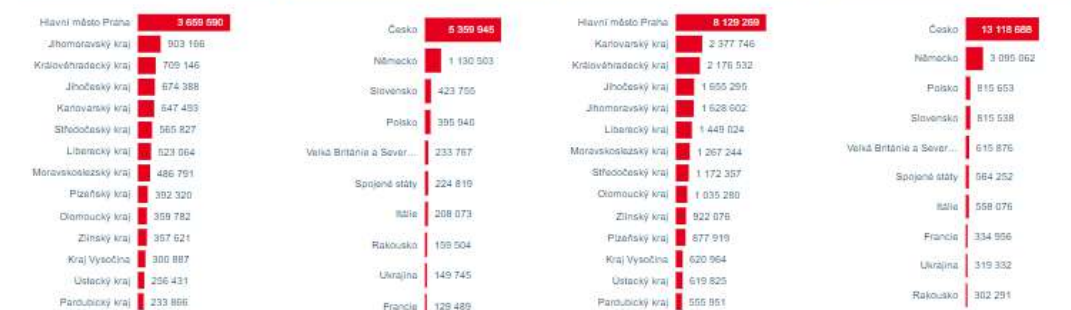 Hlavní město Praha 3 659 590
Jihomoravský kraj 903 166
Královéhradecký kraj 709 146
Jihočeský kraj 674 388
Karlovarský kraj 647 493
Středočeský kraj 565 827
Liberecký kraj 523 064
Moravskoslezský kraj 486 791
Plzeňský kraj 392 320
Olomoucký kraj 359 782
Zlínský kraj 357 621
Kraj Vysočina 300 887
Ústecký kraj 256 431
Pardubický kraj 233 866
Česko 5 359 945
Německo 1 130 503
Slovensko 423 755
Polsko 395 940
Velká Británie a Sever... 233 767
Spojené státy 224 819
Itálie 208 073
Rakousko 159 504
Ukrajina 149 745
Francie 129 489
Hlavní město Praha 8 129 269
Karlovarský kraj 2 377 746
Královéhradecký kraj 2 176 532
Jihočeský kraj 1 655 295
Jihomoravský kraj 1 628 602
Liberecký kraj 1 449 024
Moravskoslezský kraj 1 267 244
Středočeský kraj 1 172 357
Olomoucký kraj 1 035 280
Zlínský kraj 922 076
Plzeňský kraj 877 919
Kraj Vysočina 620 964
Ústecký kraj 619 825
Pardubický kraj 555 951
Česko 13 118 688
Německo 3 095 062
Polsko 815 653
Slovensko 815 538
Velká Británie a Sever... 615 876
Spojené státy 564 252
Itálie 558 076
Francie 334 956
Ukrajina 319 332
Rakousko 302 291